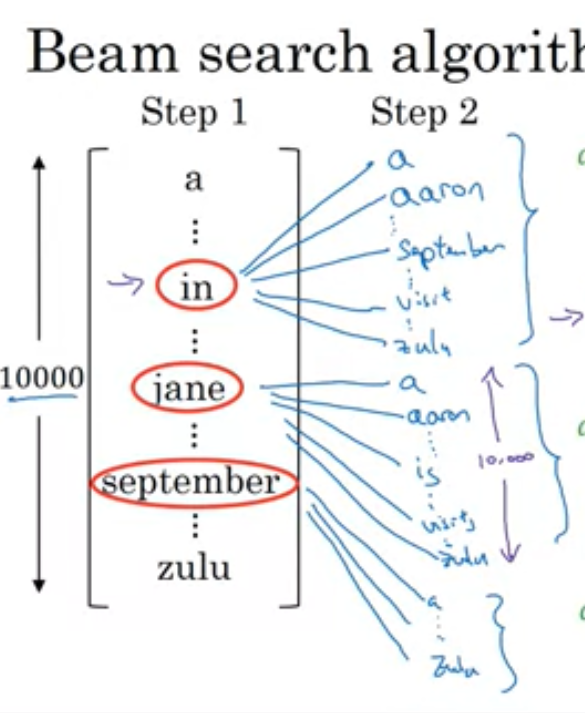 Beam search algorith
Step 1
Step 2
10000
a
in
jane
september
zulu
a
aaron
september
visit
zulu
a
aaron
is
visits
zulu
10,000
a
zulu